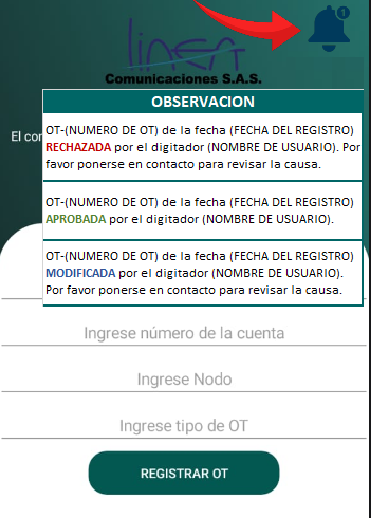 1
linea
Comunicaciones S.A.S.
OBSERVACION
El cor
OT-(NUMERO DE OT) de la fecha (FECHA DEL REGISTRO)
RECHAZADA por el digitador (NOMBRE DE USUARIO). Por
favor ponerse en contacto para revisar la causa.
OT-(NUMERO DE OT) de la fecha (FECHA DEL REGISTRO)
APROBADA por el digitador (NOMBRE DE USUARIO).
OT-(NUMERO DE OT) de la fecha (FECHA DEL REGISTRO)
MODIFICADA por el digitador (NOMBRE DE USUARIO).
Por favor ponerse en contacto para revisar la causa.
Ingrese número de la cuenta
Ingrese Nodo
Ingrese tipo de OT
REGISTRAR OT